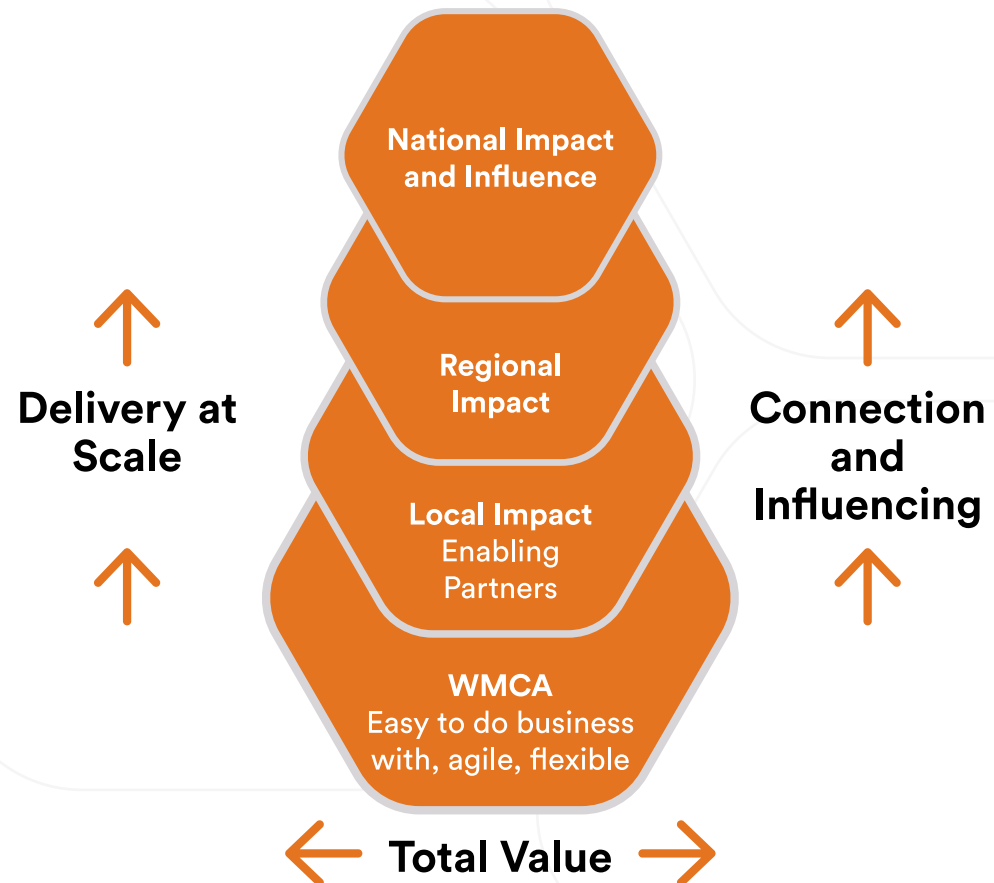 National Impact
and Influence
Regional
Impact
Delivery at
Scale
Connection
and
Influencing
Local Impact
Enabling
Partners
WMCA
Easy to do business
with, agile, flexible
Total Value